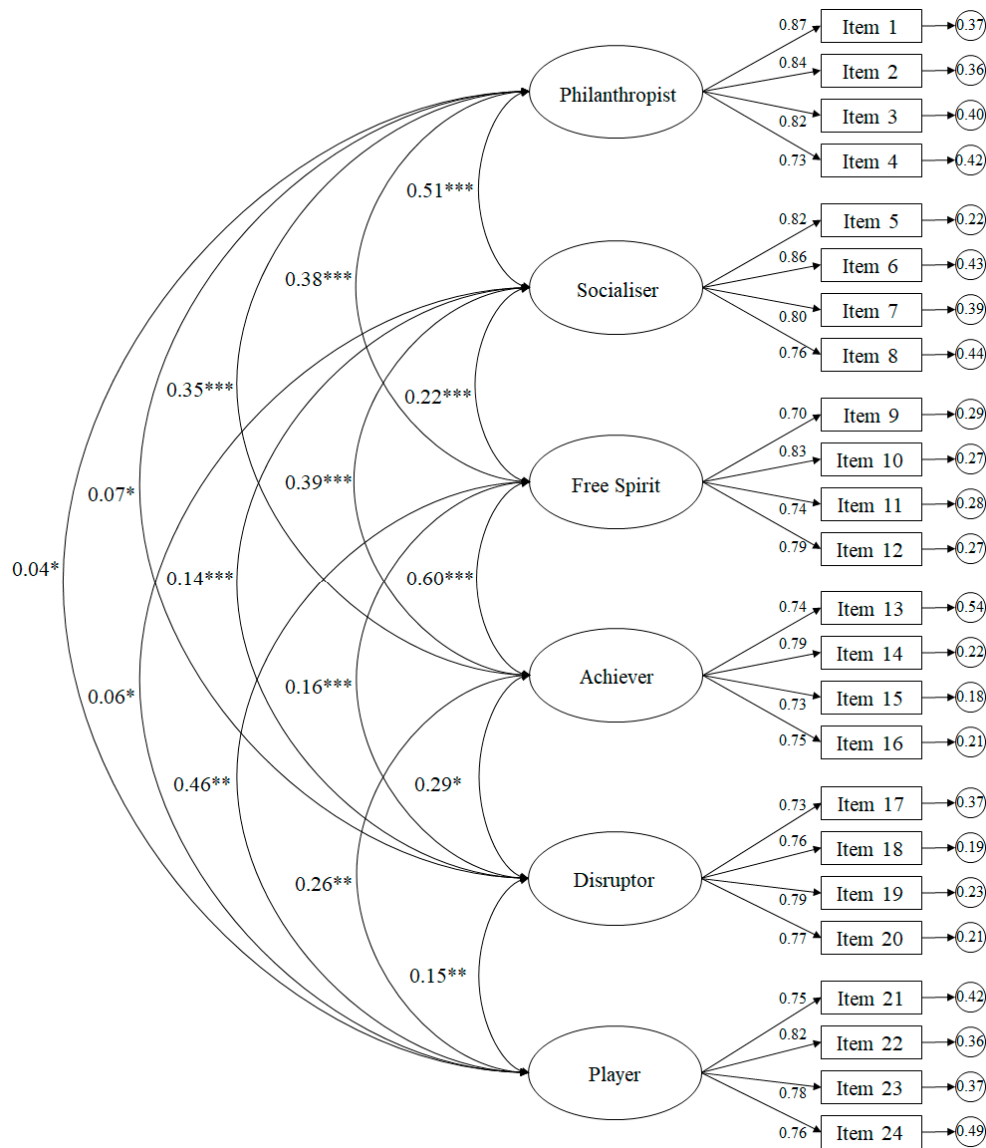 0.87
Item 1
0.37
0.84
Item 2
0.36
Philanthropist
0.82
Item 3
0.40
0.73
Item 4
0.42
0.51***
0.82
Item 5
0.22
0.86
Item 6
0.43
0.38***
Socialiser
0.80
Item 7
0.39
0.76
Item 8
0.44
0.35***
0.22***
0.70
Item 9
0.29
0.83
Item 10
0.27
0.07*
0.39***
Free Spirit
0.74
Item 11
0.28
0.79
Item 12
0.27
0.04*
0.14***
0.60***
0.74
Item 13
0.54
0.79
Item 14
0.22
0.06*
0.16***
Achiever
0.73
Item 15
0.18
0.75
Item 16
0.21
0.46**
0.29*
0.73
Item 17
0.37
0.76
Item 18
0.19
0.26**
Disruptor
0.79
Item 19
0.23
0.77
Item 20
0.21
0.15**
0.75
Item 21
0.42
0.82
Item 22
0.36
Player
0.78
Item 23
0.37
0.76
Item 24
0.49